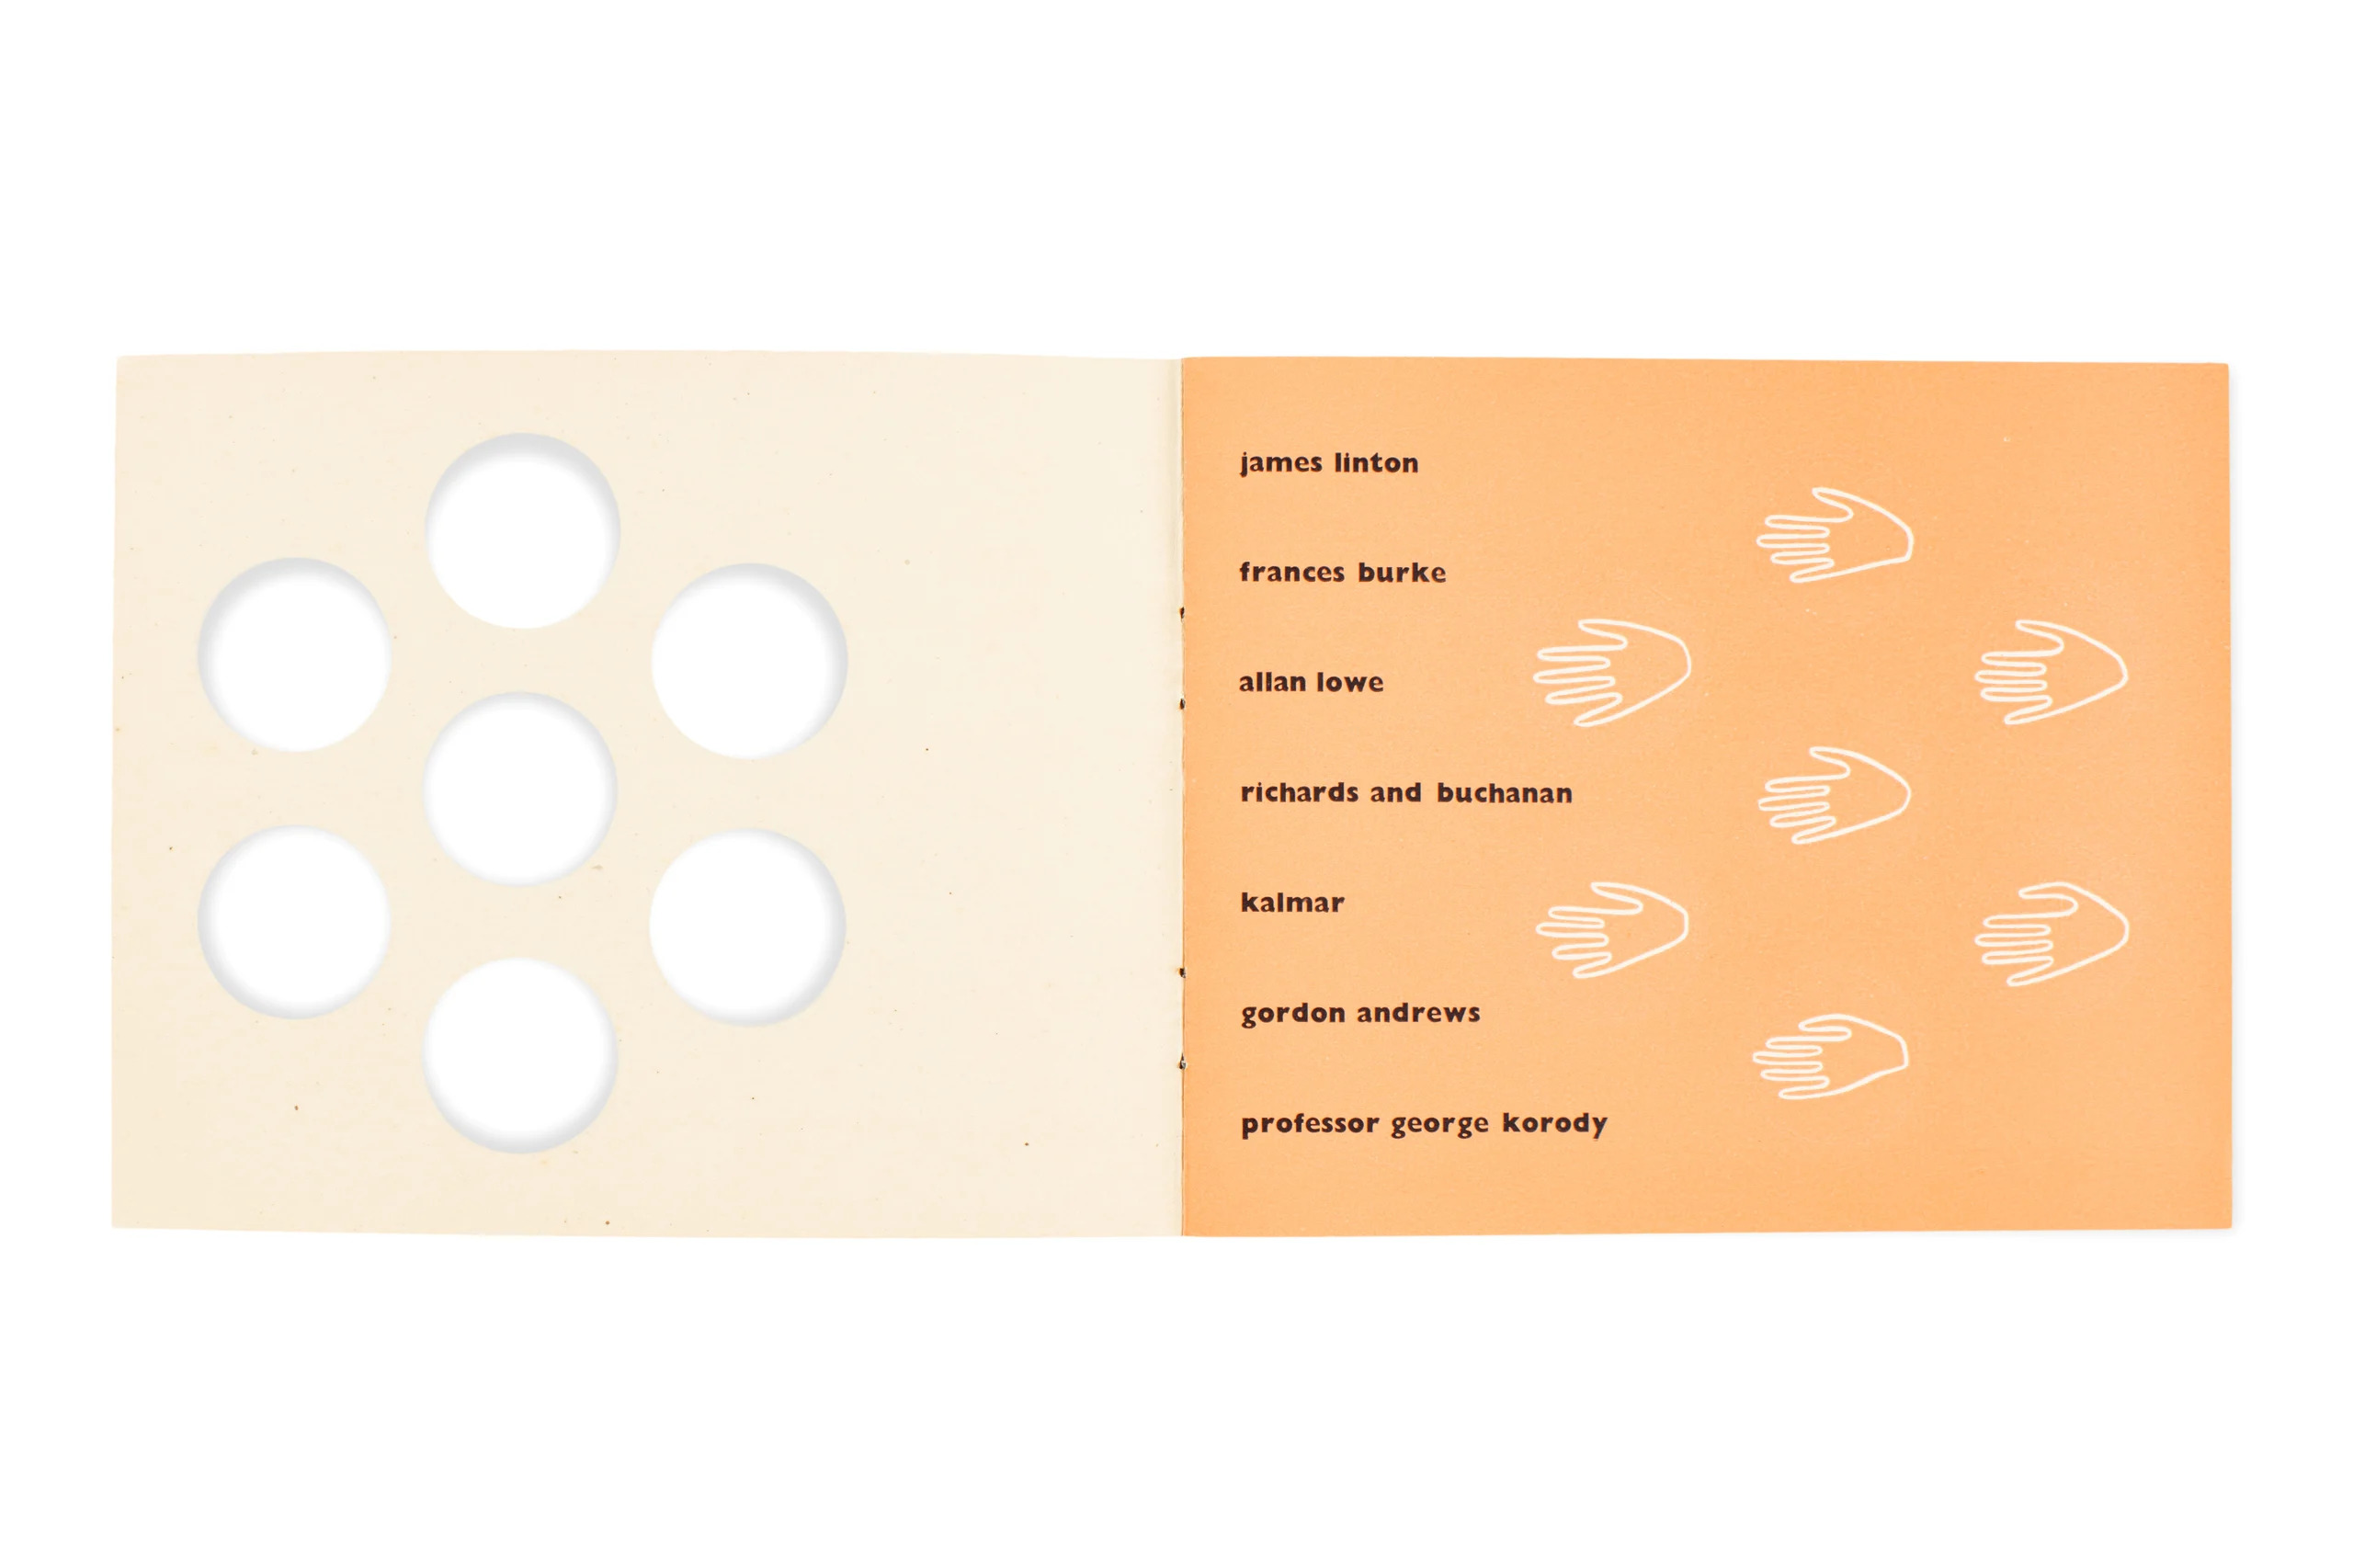 james linton
frances burke
allan lowe
richards and buchanan
kalmar
gordon andrews
professor george korody